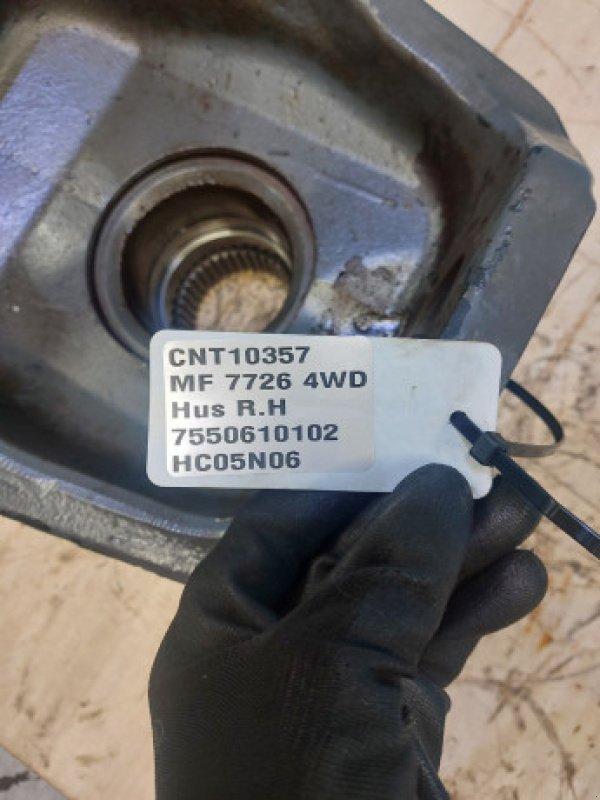 CNT10357
MF 7726 4WD
Hus R.H
7550610102
HC05N06